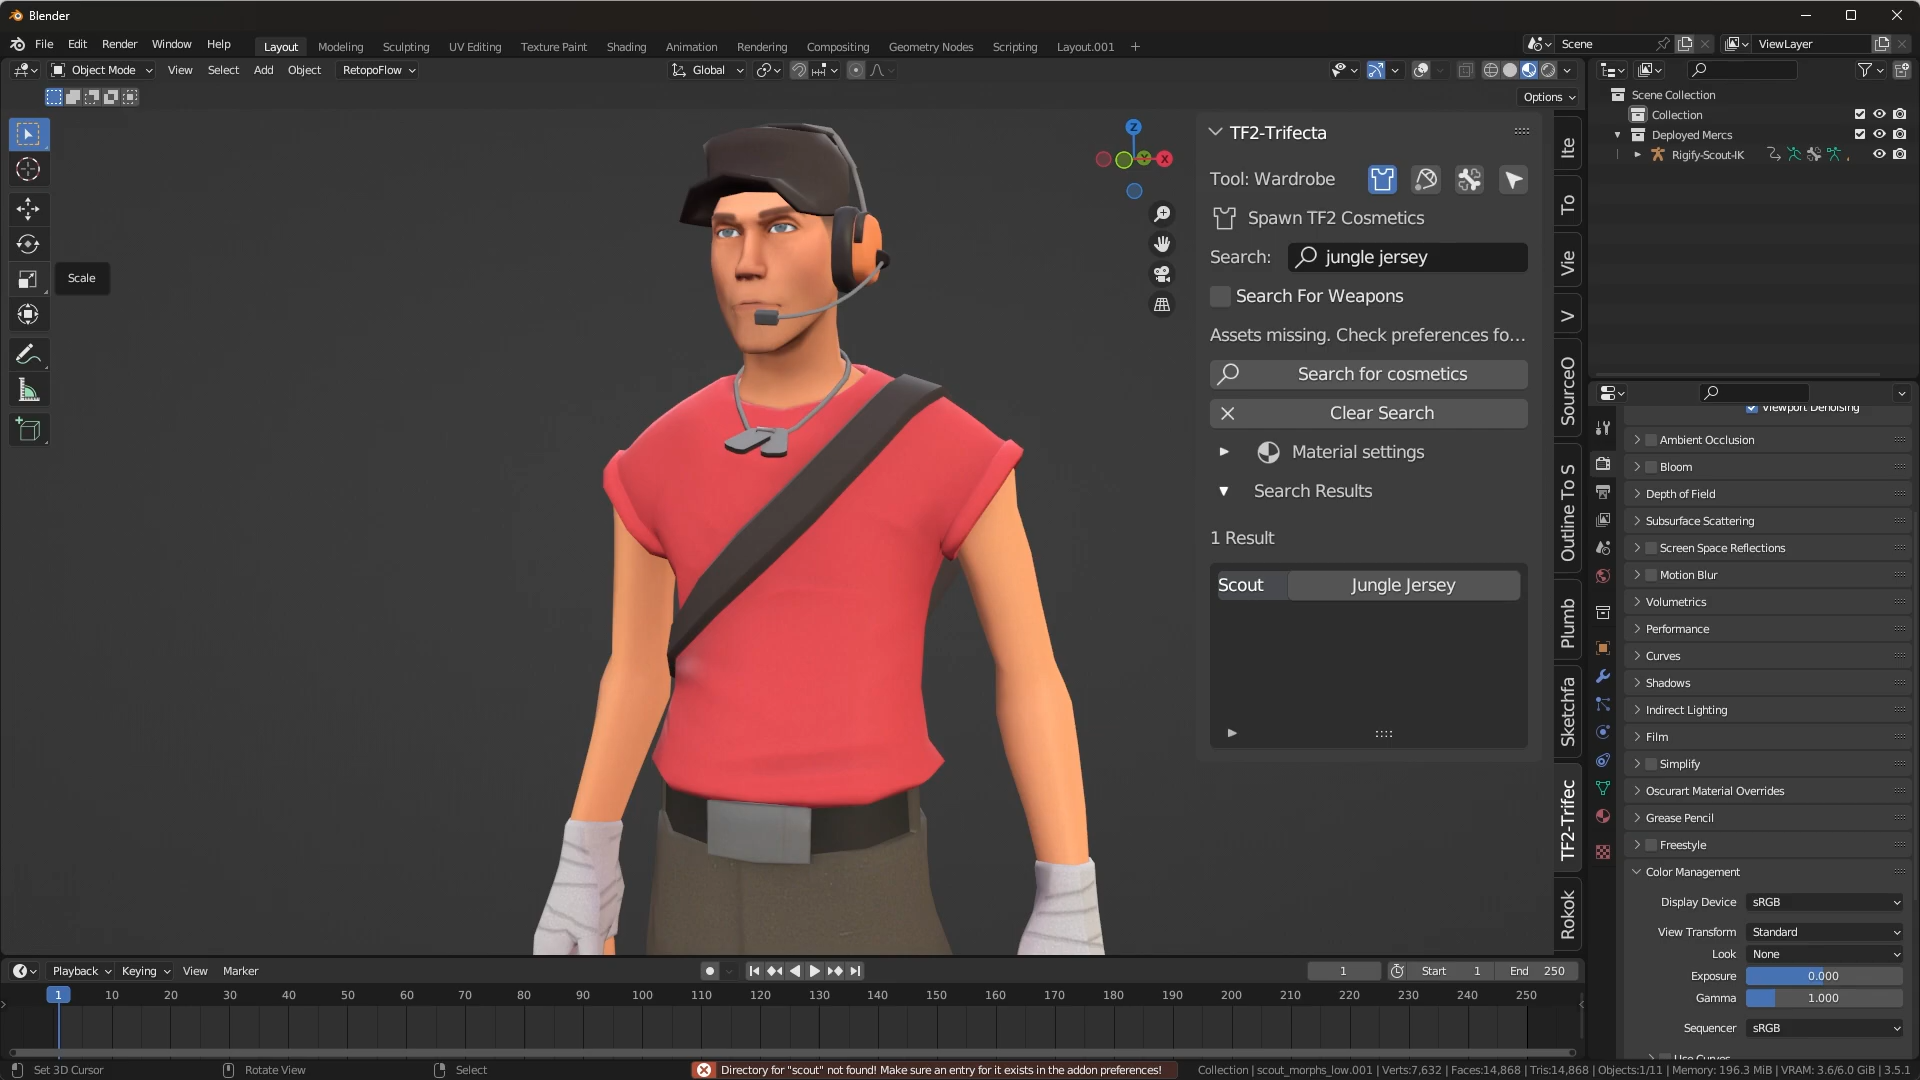 Blender
File Edit Render Window Help Layout Modeling Sculpting UV Editing Texture Paint Shading Animation Rendering Compositing Geometry Nodes Scripting Layout.001 + Scene ViewLayer
Object Mode View Select Add Object RetopoFlow Global
Options
Scale
Z
Y
X
TF2-Trifecta
Tool: Wardrobe
Spawn TF2 Cosmetics
Search: jungle jersey
Search For Weapons
Assets missing. Check preferences fo...
Search for cosmetics
Clear Search
Material settings
Search Results
1 Result
Scout Jungle Jersey
Ite
To
Vie
V
SourceO
Outline To S
Plumb
Sketchfa
TF2-Trifec
Rokok
Scene Collection
Collection
Deployed Mercs
Rigify-Scout-IK
Viewport Denoising
Ambient Occlusion
Bloom
Depth of Field
Subsurface Scattering
Screen Space Reflections
Motion Blur
Volumetrics
Performance
Curves
Shadows
Indirect Lighting
Film
Simplify
Oscurart Material Overrides
Grease Pencil
Freestyle
Color Management
Display Device sRGB
View Transform Standard
Look None
Exposure 0.000
Gamma 1.000
Sequencer sRGB
Use Curves
Playback Keying View Marker 1 Start 1 End 250
1 10 20 30 40 50 60 70 80 90 100 110 120 130 140 150 160 170 180 190 200 210 220 230 240 250
Set 3D Cursor Rotate View Select Directory for "scout" not found! Make sure an entry for it exists in the addon preferences! Collection | scout_morphs_low.001 | Verts:7,632 | Faces:14,868 | Tris:14,868 | Objects:1/11 | Memory: 196.3 MiB | VRAM: 3.6/6.0 GiB | 3.5.1